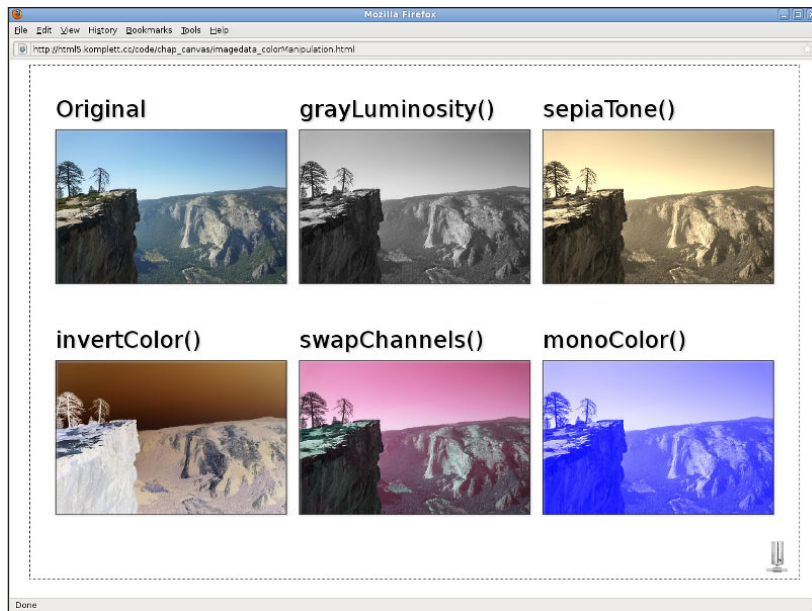 Mozilla Firefox
File Edit View History Bookmarks Tools Help
http://html5.komplett.cc/code/chap_canvas/imagedata_colorManipulation.html
Original grayLuminosity() sepiaTone()
invertColor() swapChannels() monoColor()
Done